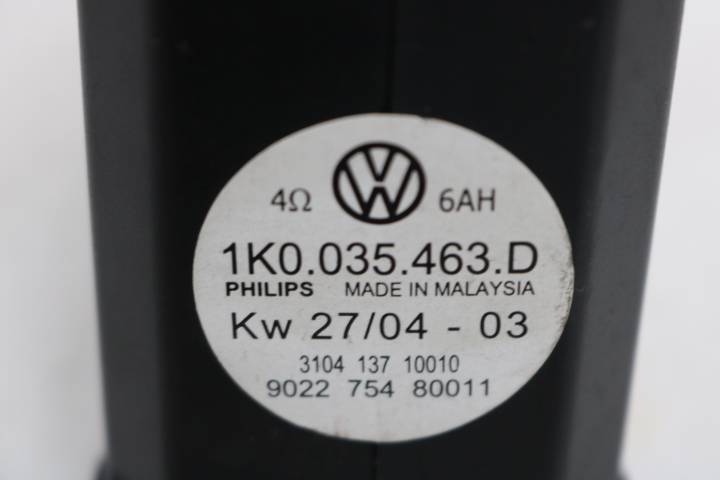 4Ω VW 6AH
1K0.035.463.D
PHILIPS MADE IN MALAYSIA
Kw 27/04 - 03
3104 137 10010
9022 754 80011